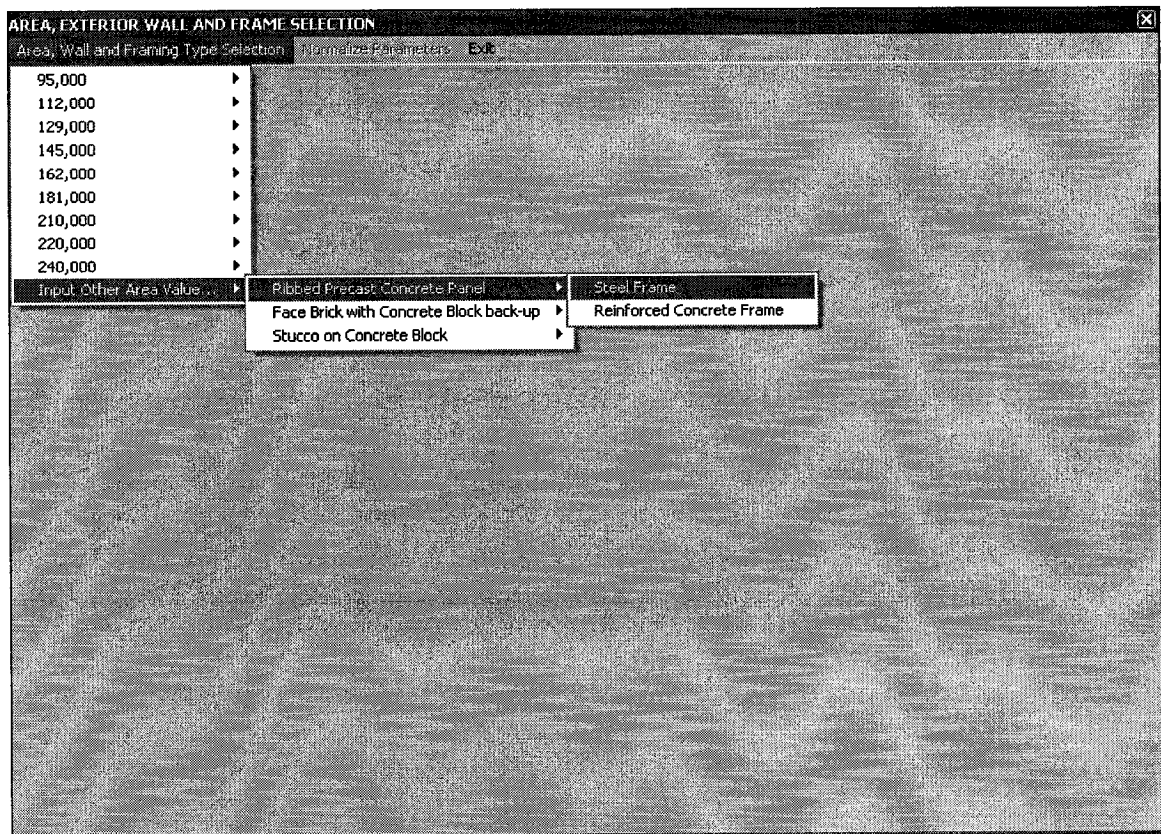 AREA, EXTERIOR WALL AND FRAME SELECTION
Area, Wall and Framing Type Selection Normalize Parameters Exit
95,000
112,000
129,000
145,000
162,000
181,000
210,000
220,000
240,000
Input Other Area Value ... Ribbed Precast Concrete Panel Steel Frame
Face Brick with Concrete Block back-up Reinforced Concrete Frame
Stucco on Concrete Block